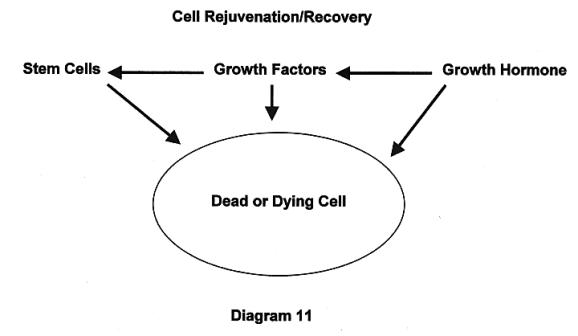 Cell Rejuvenation/Recovery
Stem Cells Growth Factors Growth Hormone
Dead or Dying Cell
Diagram 11